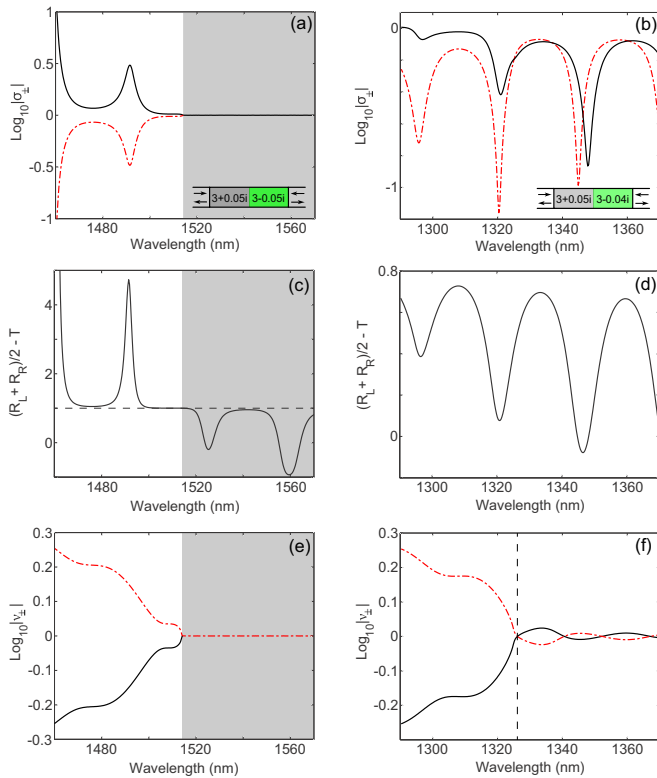 (a)
Log10|σ±|
1
0.5
0
-0.5
-1
3+0.05i 3-0.05i
1480 1520 1560
Wavelength (nm)
(b)
Log10|σ±|
0
-1
3+0.05i 3-0.04i
1300 1320 1340 1360
Wavelength (nm)
(c)
(RL + RR)/2 - T
4
2
0
1480 1520 1560
Wavelength (nm)
(d)
(RL + RR)/2 - T
0.8
0
1300 1320 1340 1360
Wavelength (nm)
(e)
Log10|ν±|
0.3
0.2
0.1
0
-0.1
-0.2
-0.3
1480 1520 1560
Wavelength (nm)
(f)
Log10|ν±|
0.3
0.2
0.1
0
-0.1
-0.2
-0.3
1300 1320 1340 1360
Wavelength (nm)